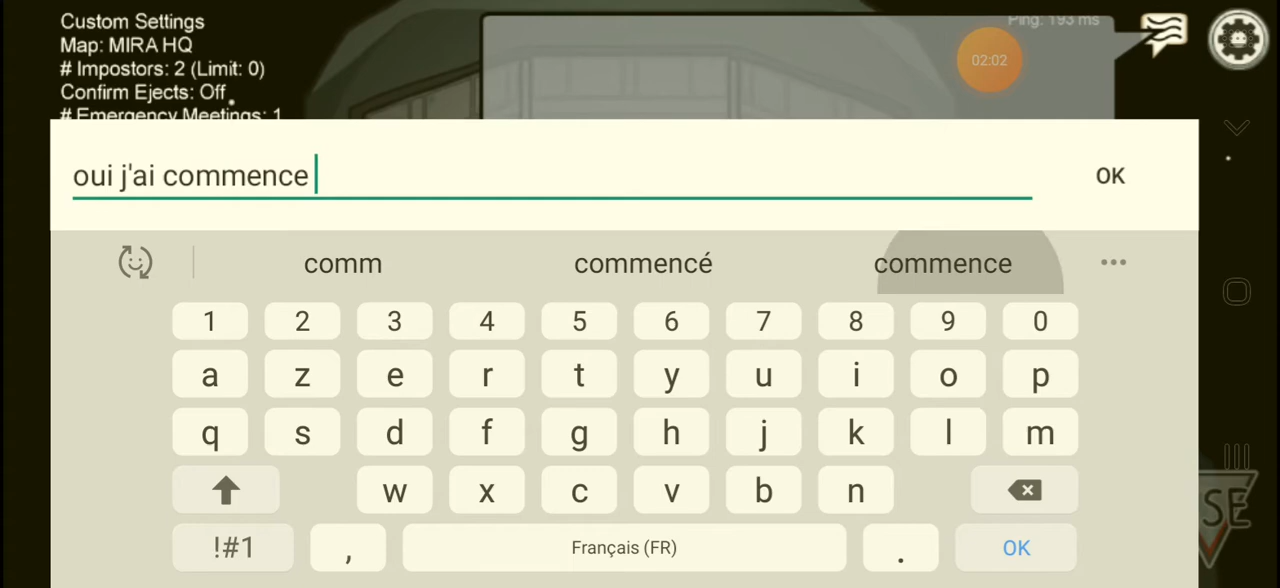 Custom Settings
Map: MIRA HQ
# Impostors: 2 (Limit: 0)
Confirm Ejects: Off
# Emergency Meetings: 1
Ping: 193 ms
02:02
oui j'ai commence
OK
comm commencé commence
1 2 3 4 5 6 7 8 9 0
a z e r t y u i o p
q s d f g h j k l m
w x c v b n
!#1 , Français (FR) . OK
SE